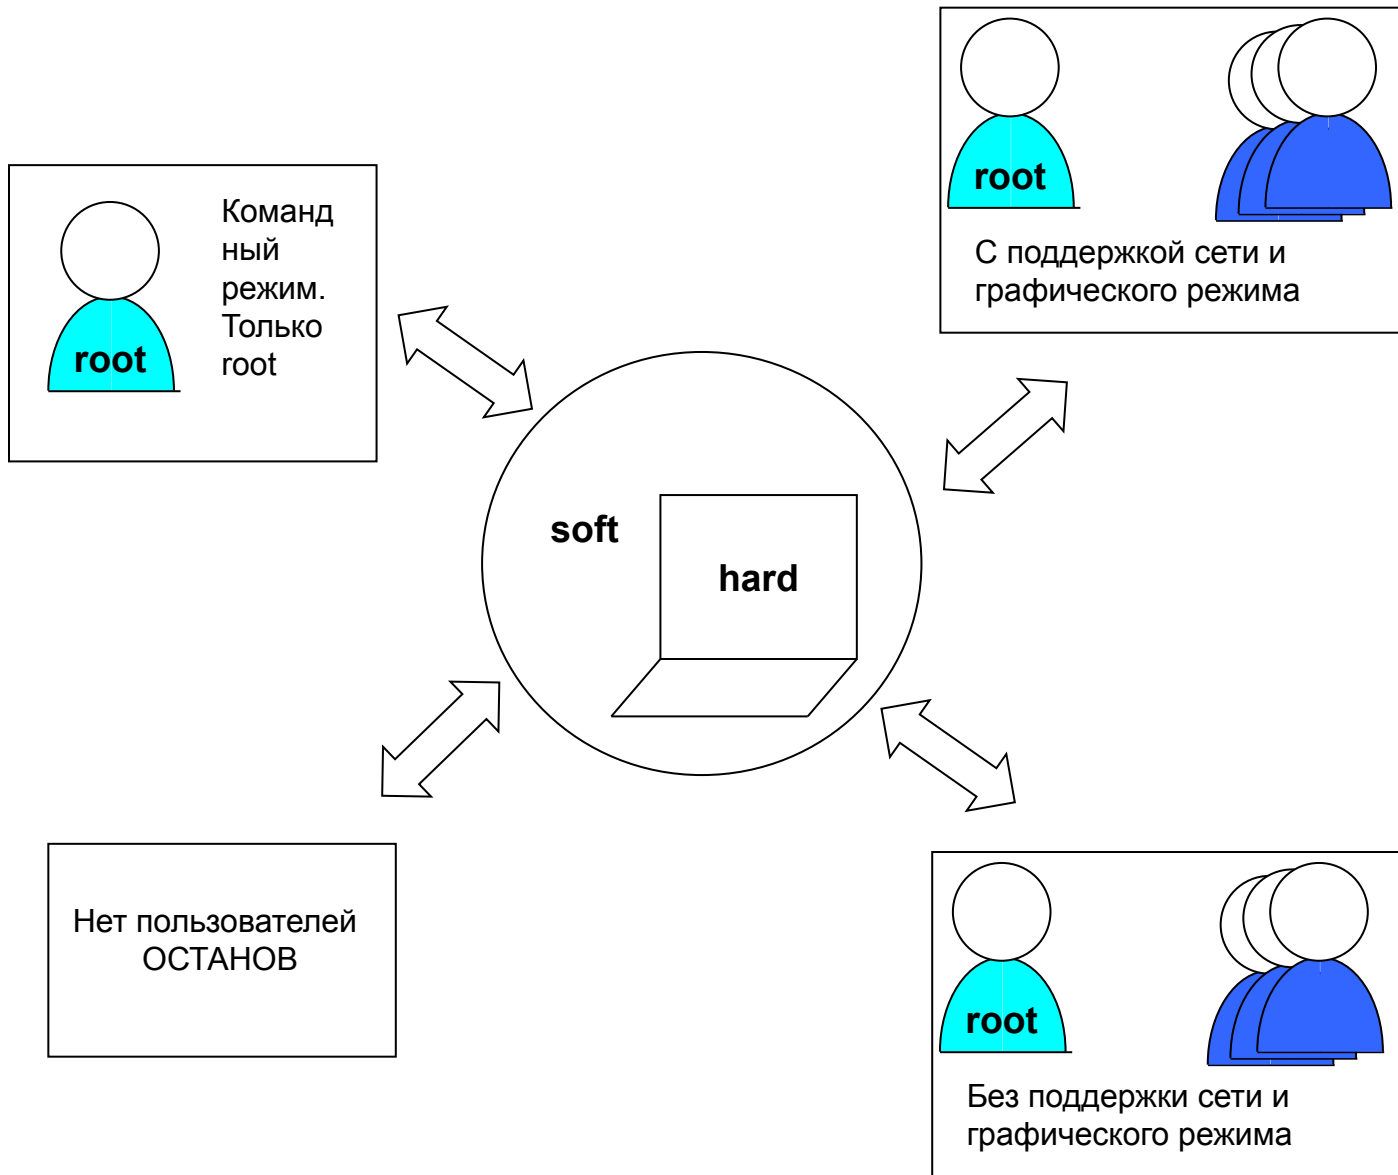 root
С поддержкой сети и
графического режима
root
Команд
ный
режим.
Только
root
soft
hard
Нет пользователей
ОСТАНОВ
root
Без поддержки сети и
графического режима